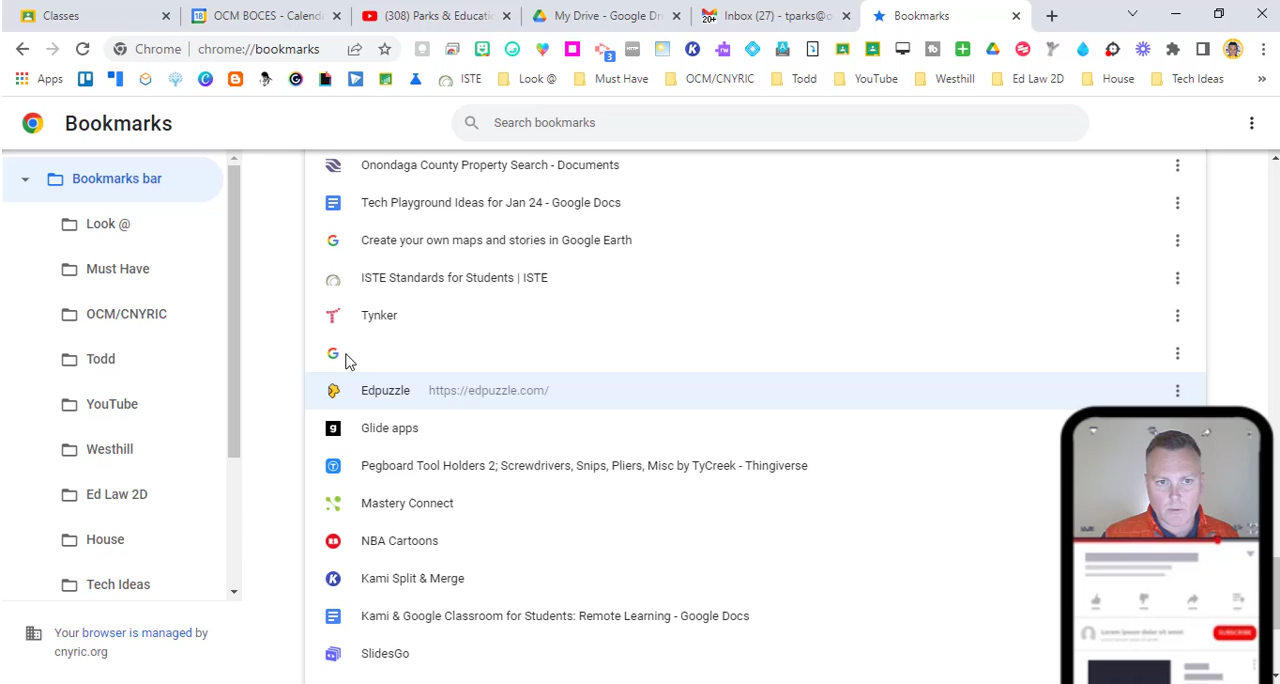 Classes
OCM BOCES - Calenda
(308) Parks & Educatio
My Drive - Google Dri
Inbox (27) - tparks@o
Bookmarks
Chrome
chrome://bookmarks
Apps
ISTE
Look @
Must Have
OCM/CNYRIC
Todd
YouTube
Westhill
Ed Law 2D
House
Tech Ideas
»
Bookmarks
Search bookmarks
Bookmarks bar
Look @
Must Have
OCM/CNYRIC
Todd
YouTube
Westhill
Ed Law 2D
House
Tech Ideas
Your browser is managed by
cnyric.org
Onondaga County Property Search - Documents
Tech Playground Ideas for Jan 24 - Google Docs
Create your own maps and stories in Google Earth
ISTE Standards for Students | ISTE
Tynker
Edpuzzle https://edpuzzle.com/
Glide apps
Pegboard Tool Holders 2; Screwdrivers, Snips, Pliers, Misc by TyCreek - Thingiverse
Mastery Connect
NBA Cartoons
Kami Split & Merge
Kami & Google Classroom for Students: Remote Learning - Google Docs
SlidesGo
SUBSCRIBE